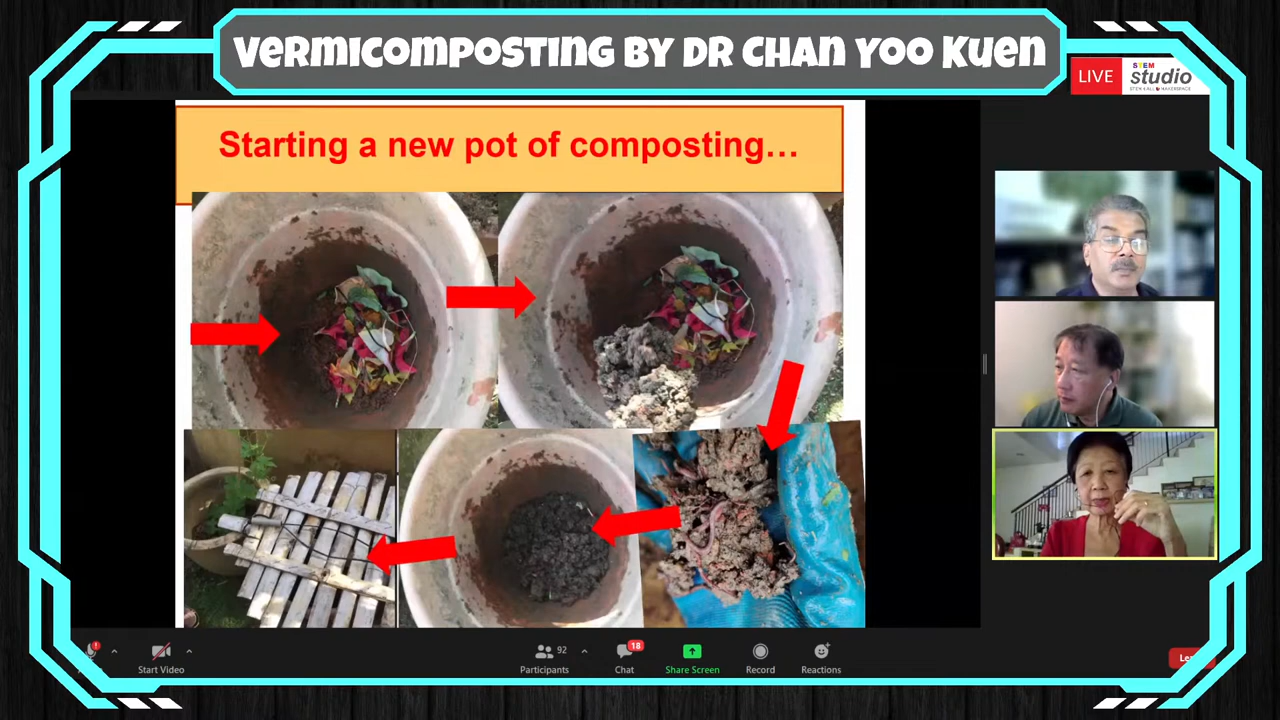 VERMICOMPOSTING BY DR CHAN YOO KUEN
LIVE
STEM
studio
Starting a new pot of composting...
Start Video
92
Participants
18
Chat
Share Screen
Record
Reactions